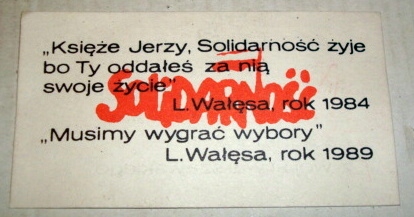 „Księże Jerzy, Solidarność żyje
bo Ty oddałeś za nią
swoje życie"
SOLIDARNOŚĆ
L.Wałęsa, rok 1984
„Musimy wygrać wybory"
L.Wałęsa, rok 1989